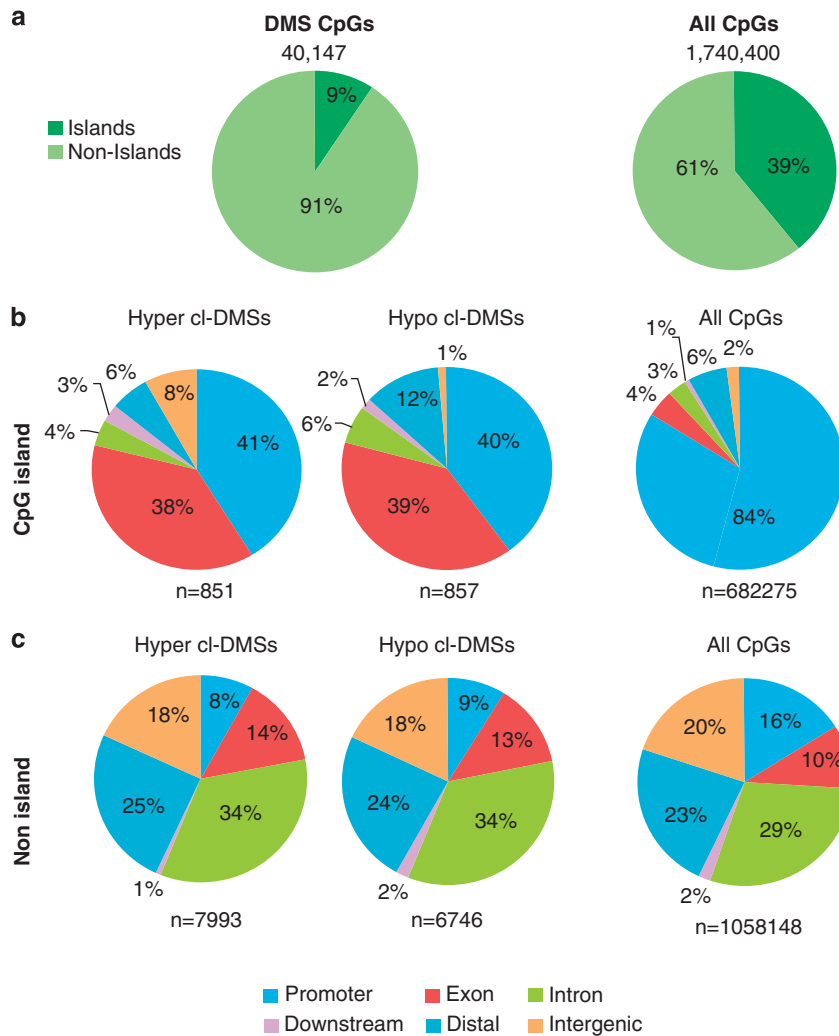 a
DMS CpGs
40,147
All CpGs
1,740,400
Islands
Non-Islands
9%
91%
61%
39%
b
CpG island
Hyper cl-DMSs
3%
6%
8%
4%
41%
38%
n=851
Hypo cl-DMSs
1%
2%
12%
6%
40%
39%
n=857
All CpGs
1%
3%
6%
2%
4%
84%
n=682275
c
Non island
Hyper cl-DMSs
18%
8%
14%
25%
34%
1%
n=7993
Hypo cl-DMSs
18%
9%
13%
24%
34%
2%
n=6746
All CpGs
20%
16%
10%
23%
29%
2%
n=1058148
Promoter
Exon
Intron
Downstream
Distal
Intergenic